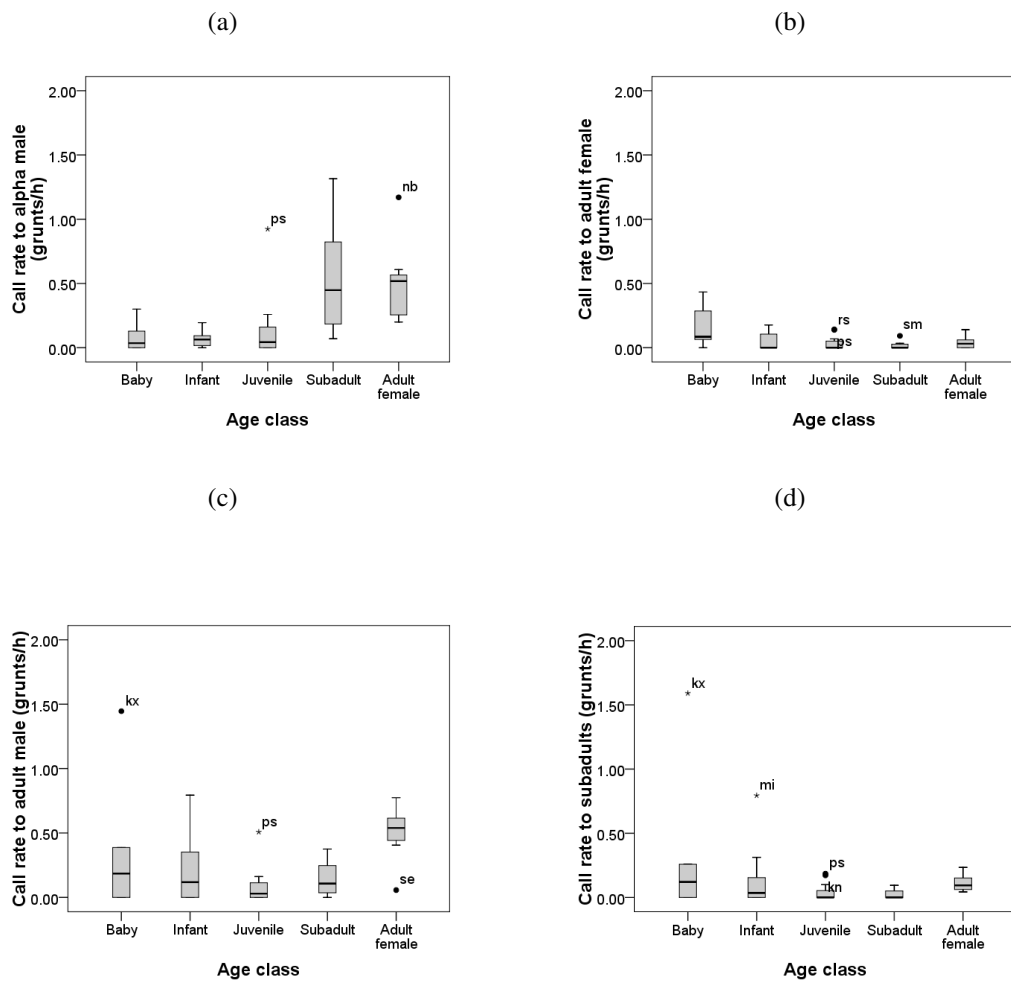 (a)
Call rate to alpha male
(grunts/h)
2.00
1.50
1.00
0.50
0.00
ps
nb
*
Baby
Infant
Juvenile
Subadult
Adult
female
Age class
(b)
Call rate to adult female
(grunts/h)
2.00
1.50
1.00
0.50
0.00
rs
ps
sm
Baby
Infant
Juvenile
Subadult
Adult
female
Age class
(c)
Call rate to adult male (grunts/h)
2.00
1.50
1.00
0.50
0.00
kx
ps
*
se
Baby
Infant
Juvenile
Subadult
Adult
female
Age class
(d)
Call rate to subadults (grunts/h)
2.00
1.50
1.00
0.50
0.00
kx
*
mi
*
ps
kn
Baby
Infant
Juvenile
Subadult
Adult
female
Age class